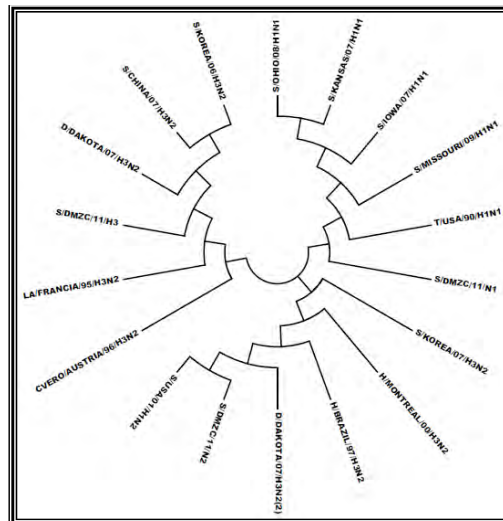 S/OHIO/08/H1N1
S/KANSAS/07/H1N1
S/IOWA/07/H1N1
S/MISSOURI/09/H1N1
T/USA/90/H1N1
S/DMZC/11/N1
S/KOREA/07/H3N2
H/MONTREAL/00/H3N2
H/BRAZIL/97/H3N2
D/DAKOTA/07/H3N2(2)
S/DMZC/11/N2
S/USA/01/H1N2
CVERO/AUSTRIA/96/H3N2
LA/FRANCIA/95/H3N2
S/DMZC/11/H3
D/DAKOTA/07/H3N2
S/CHINA/07/H3N2
S/KOREA/06/H3N2